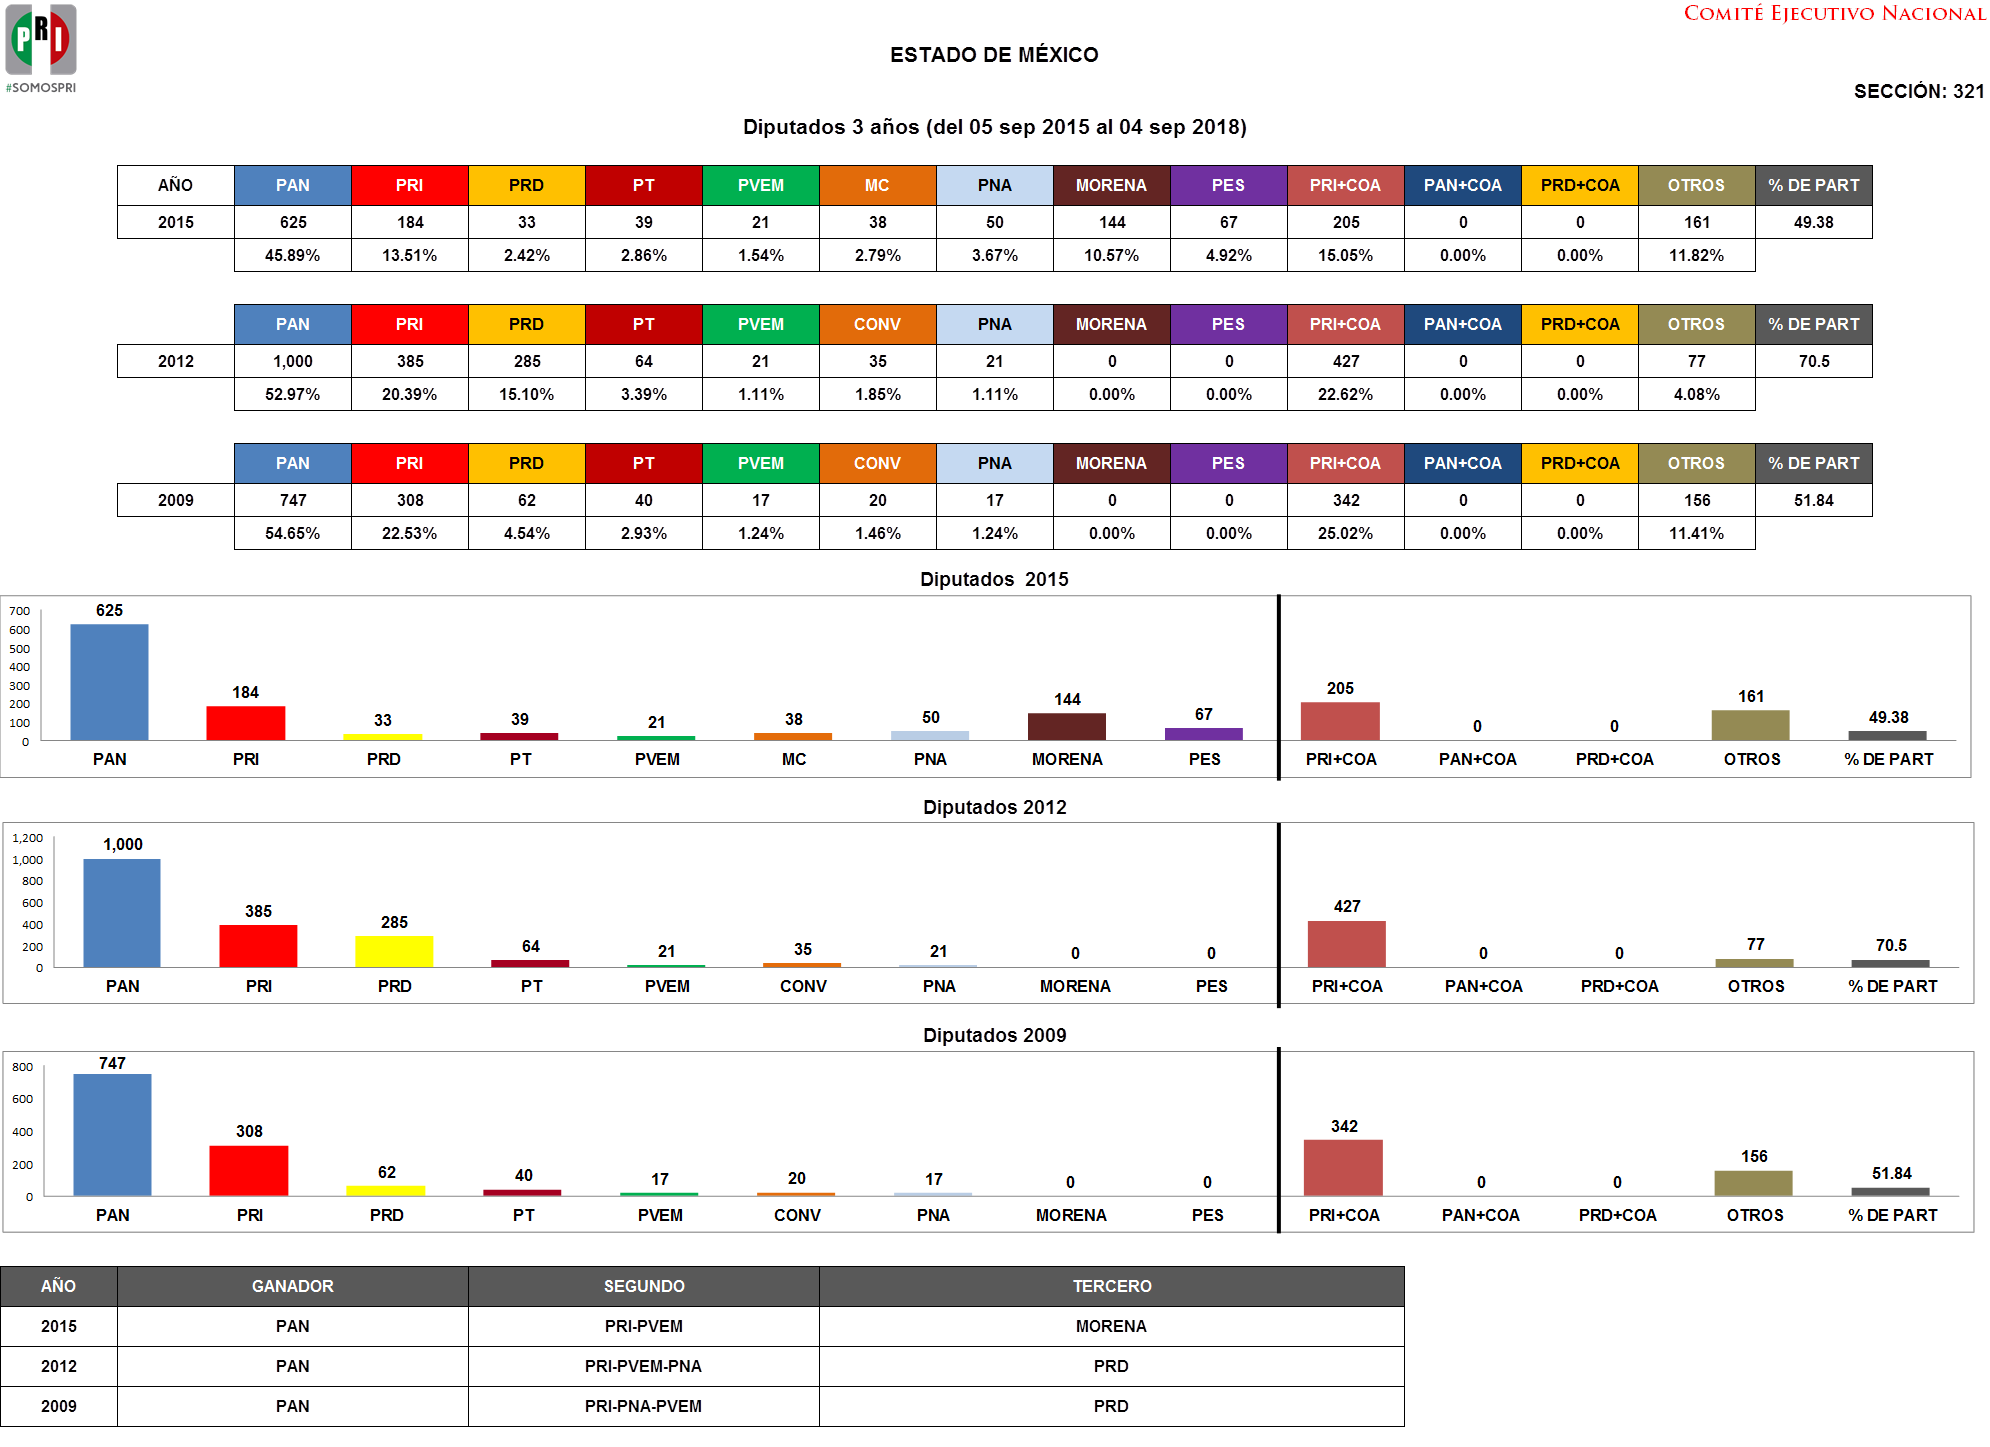 PRI
#SOMOSPRI
COMITÉ EJECUTIVO NACIONAL
ESTADO DE MÉXICO
SECCIÓN: 321
Diputados 3 años (del 05 sep 2015 al 04 sep 2018)
AÑO PAN PRI PRD PT PVEM MC PNA MORENA PES PRI+COA PAN+COA PRD+COA OTROS % DE PART
2015 625 184 33 39 21 38 50 144 67 205 0 0 161 49.38
45.89% 13.51% 2.42% 2.86% 1.54% 2.79% 3.67% 10.57% 4.92% 15.05% 0.00% 0.00% 11.82%
PAN PRI PRD PT PVEM CONV PNA MORENA PES PRI+COA PAN+COA PRD+COA OTROS % DE PART
2012 1,000 385 285 64 21 35 21 0 0 427 0 0 77 70.5
52.97% 20.39% 15.10% 3.39% 1.11% 1.85% 1.11% 0.00% 0.00% 22.62% 0.00% 0.00% 4.08%
PAN PRI PRD PT PVEM CONV PNA MORENA PES PRI+COA PAN+COA PRD+COA OTROS % DE PART
2009 747 308 62 40 17 20 17 0 0 342 0 0 156 51.84
54.65% 22.53% 4.54% 2.93% 1.24% 1.46% 1.24% 0.00% 0.00% 25.02% 0.00% 0.00% 11.41%
Diputados 2015
700
600
500
400
300
200
100
0
625 184 33 39 21 38 50 144 67 205 0 0 161 49.38
PAN PRI PRD PT PVEM MC PNA MORENA PES PRI+COA PAN+COA PRD+COA OTROS % DE PART
Diputados 2012
1,200
1,000
800
600
400
200
0
1,000 385 285 64 21 35 21 0 0 427 0 0 77 70.5
PAN PRI PRD PT PVEM CONV PNA MORENA PES PRI+COA PAN+COA PRD+COA OTROS % DE PART
Diputados 2009
800
600
400
200
0
747 308 62 40 17 20 17 0 0 342 0 0 156 51.84
PAN PRI PRD PT PVEM CONV PNA MORENA PES PRI+COA PAN+COA PRD+COA OTROS % DE PART
AÑO GANADOR SEGUNDO TERCERO
2015 PAN PRI-PVEM MORENA
2012 PAN PRI-PVEM-PNA PRD
2009 PAN PRI-PNA-PVEM PRD